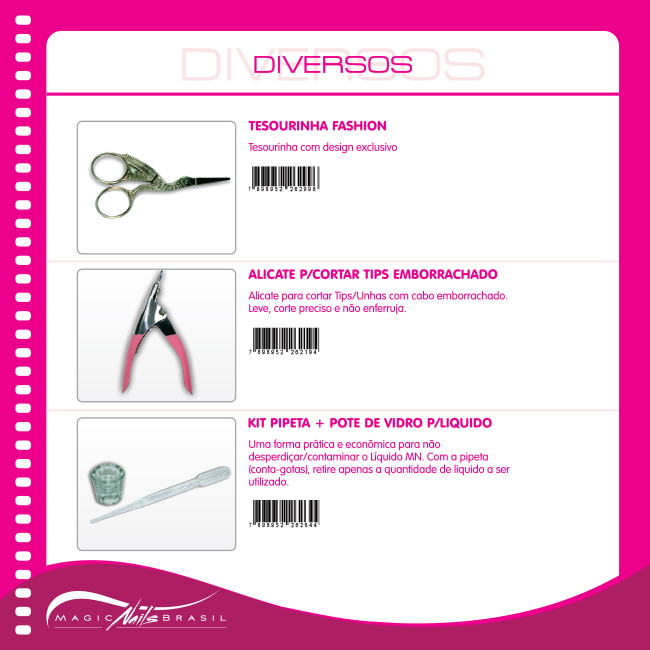 DIVERSOS
DIVERSOS
TESOURINHA FASHION
Tesourinha com design exclusivo
7 898952 262996
ALICATE P/CORTAR TIPS EMBORRACHADO
Alicate para cortar Tips/Unhas com cabo emborrachado.
Leve, corte preciso e não enferruja.
7 898952 262194
KIT PIPETA + POTE DE VIDRO P/LIQUIDO
Uma forma prática e econômica para não
desperdiçar/contaminar o Líquido MN. Com a pipeta
(conta-gotas), retire apenas a quantidade de liquido a ser
utilizado.
7 898952 262644
MAGIC Nails BRASIL